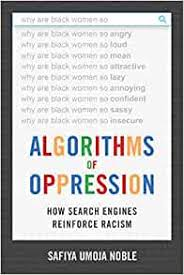 why are black women so
why are black women so angry
why are black women so loud
why are black women so mean
why are black women so attractive
why are black women so lazy
why are black women so annoying
why are black women so confident
why are black women so sassy
why are black women so insecure
ALGORITHMS
OF
OPPRESSION
HOW SEARCH ENGINES
REINFORCE RACISM
SAFIYA UMOJA NOBLE